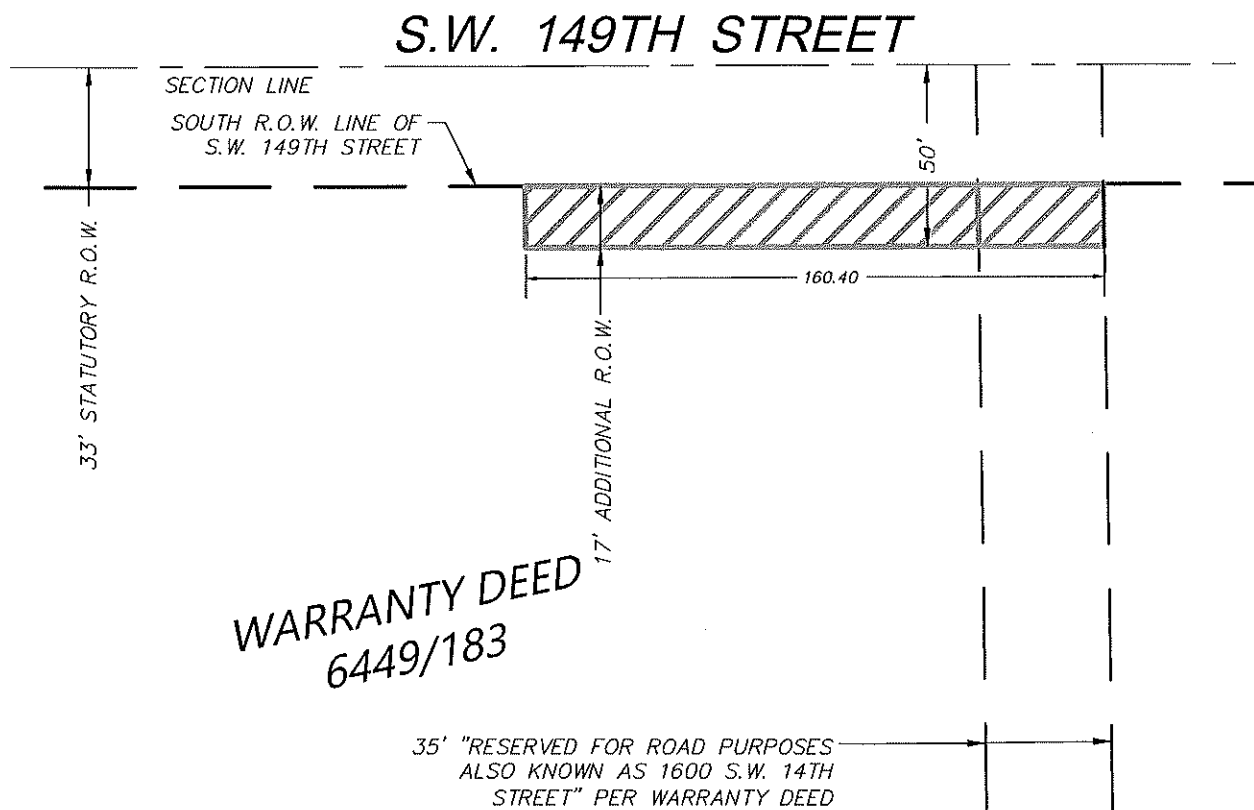 S.W. 149TH STREET
SECTION LINE
SOUTH R.O.W. LINE OF
S.W. 149TH STREET
50'
33' STATUTORY R.O.W.
160.40
17' ADDITIONAL R.O.W.
WARRANTY DEED
6449/183
35' "RESERVED FOR ROAD PURPOSES
ALSO KNOWN AS 1600 S.W. 14TH
STREET" PER WARRANTY DEED